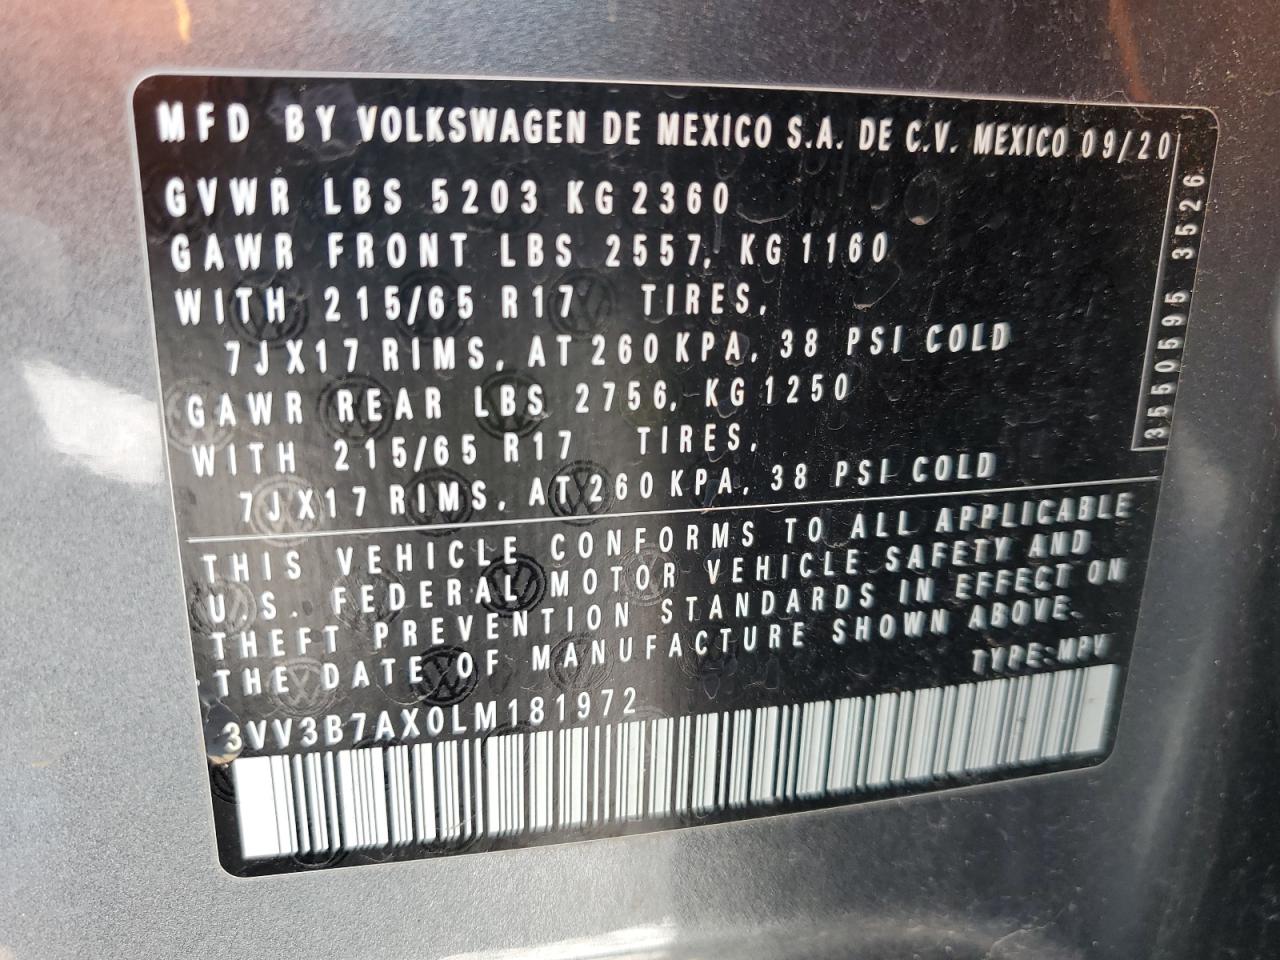 MFD BY VOLKSWAGEN DE MEXICO S.A. DE C.V. MEXICO 09/20
GVWR LBS 5203 KG 2360
GAWR FRONT LBS 2557, KG 1160
WITH 215/65 R17 TIRES,
7JX17 RIMS, AT 260 KPA, 38 PSI COLD
GAWR REAR LBS 2756, KG 1250
WITH 215/65 R17 TIRES,
7JX17 RIMS, AT 260 KPA, 38 PSI COLD
THIS VEHICLE CONFORMS TO ALL APPLICABLE
U.S. FEDERAL MOTOR VEHICLE SAFETY AND
THEFT PREVENTION STANDARDS IN EFFECT ON
THE DATE OF MANUFACTURE SHOWN ABOVE.
TYPE: MPV
3VV3B7AX0LM181972
3550595 3526